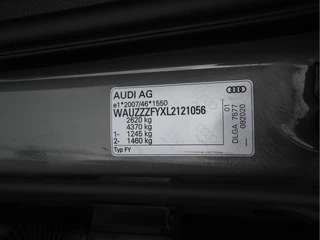 AUDI AG
e1*2007/46*1550
WAUZZZFYXL2121056
2620 kg
4370 kg
1- 1245 kg
2- 1460 kg
Typ FY
01
DLGA 7577
092020